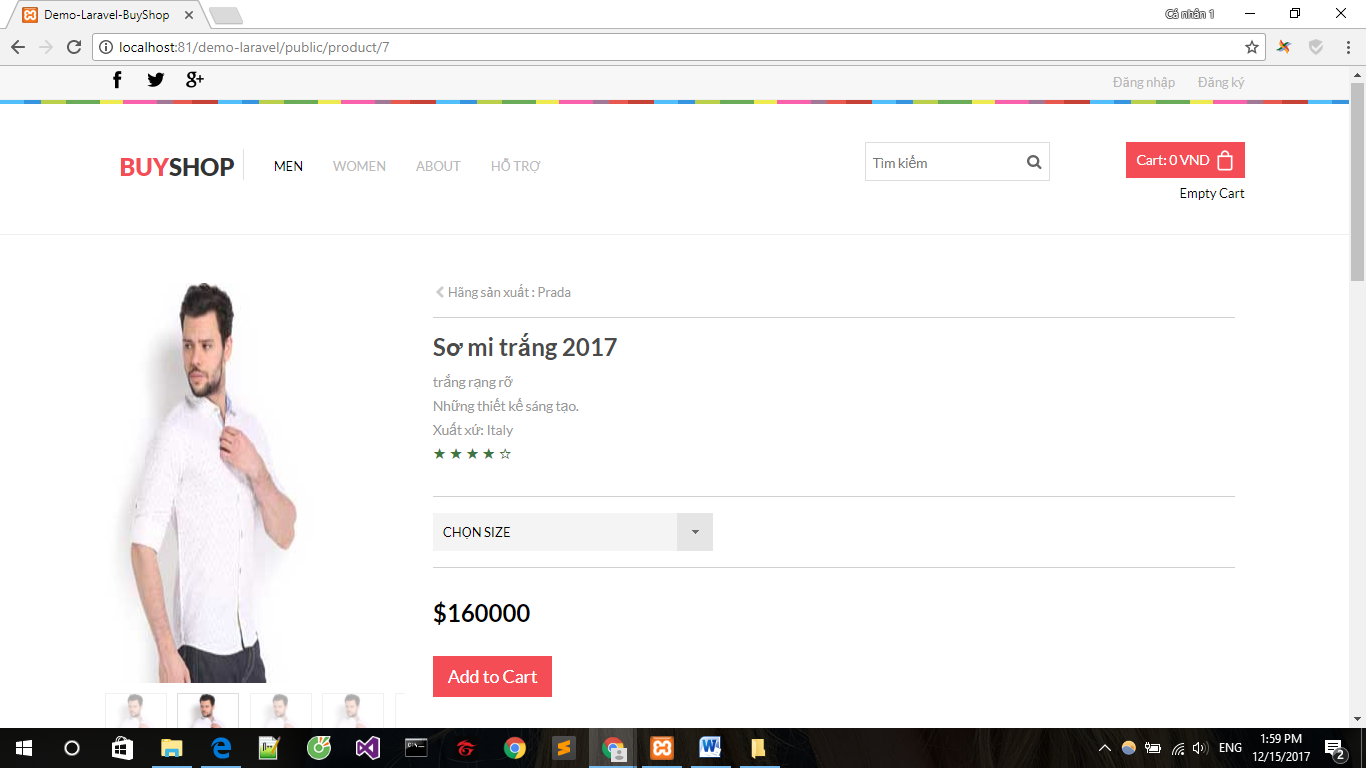 Demo-Laravel-BuyShop
Cá nhân 1
localhost:81/demo-laravel/public/product/7
Đăng nhập Đăng ký
BUYSHOP
MEN WOMEN ABOUT HỖ TRỢ
Tìm kiếm
Cart: 0 VND
Empty Cart
Hãng sản xuất : Prada
Sơ mi trắng 2017
trắng rạng rỡ
Những thiết kế sáng tạo.
Xuất xứ: Italy
CHỌN SIZE
$160000
Add to Cart
ENG
1:59 PM
12/15/2017
2